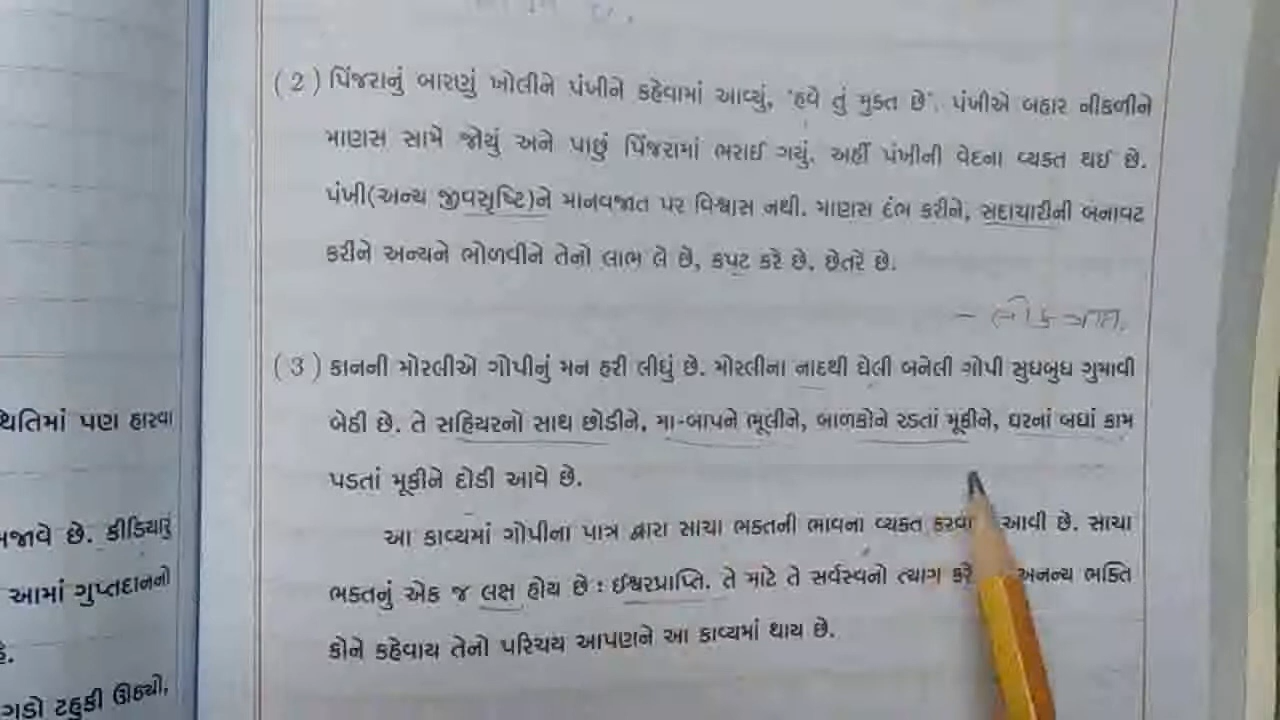 (2) પિંજરાનું બારણું ખોલીને પંખીને કહેવામાં આવ્યું, 'હવે તું મુક્ત છે'. પંખીએ બહાર નીકળીને
માણસ સામે જોયું અને પાછું પિંજરામાં ભરાઈ ગયું. અહીં પંખીની વેદના વ્યક્ત થઈ છે.
પંખી(અન્ય જીવસૃષ્ટિ)ને માનવજાત પર વિશ્વાસ નથી. માણસ દંભ કરીને, સદાચારીની બનાવટ
કરીને અન્યને ભોળવીને તેનો લાભ લે છે, કપટ કરે છે, છેતરે છે.
(3) કાનની મોરલીએ ગોપીનું મન હરી લીધું છે. મોરલીના નાદથી ઘેલી બનેલી ગોપી સુધબુધ ગુમાવી
બેઠી છે. તે સહિયરનો સાથ છોડીને, મા-બાપને ભૂલીને, બાળકોને રડતાં મૂકીને, ઘરનાં બધાં કામ
પડતાં મૂકીને દોડી આવે છે.
આ કાવ્યમાં ગોપીના પાત્ર દ્વારા સાચા ભક્તની ભાવના વ્યક્ત કરવા આવી છે. સાચા
ભક્તનું એક જ લક્ષ હોય છે : ઈશ્વરપ્રાપ્તિ. તે માટે તે સર્વસ્વનો ત્યાગ કરે અનન્ય ભક્તિ
કોને કહેવાય તેનો પરિચય આપણને આ કાવ્યમાં થાય છે.
સ્થિતિમાં પણ હારવા
જાવે છે. કીડિયારું
આમાં ગુપ્તદાનનો
ટહુકી ઊઠ્યો,